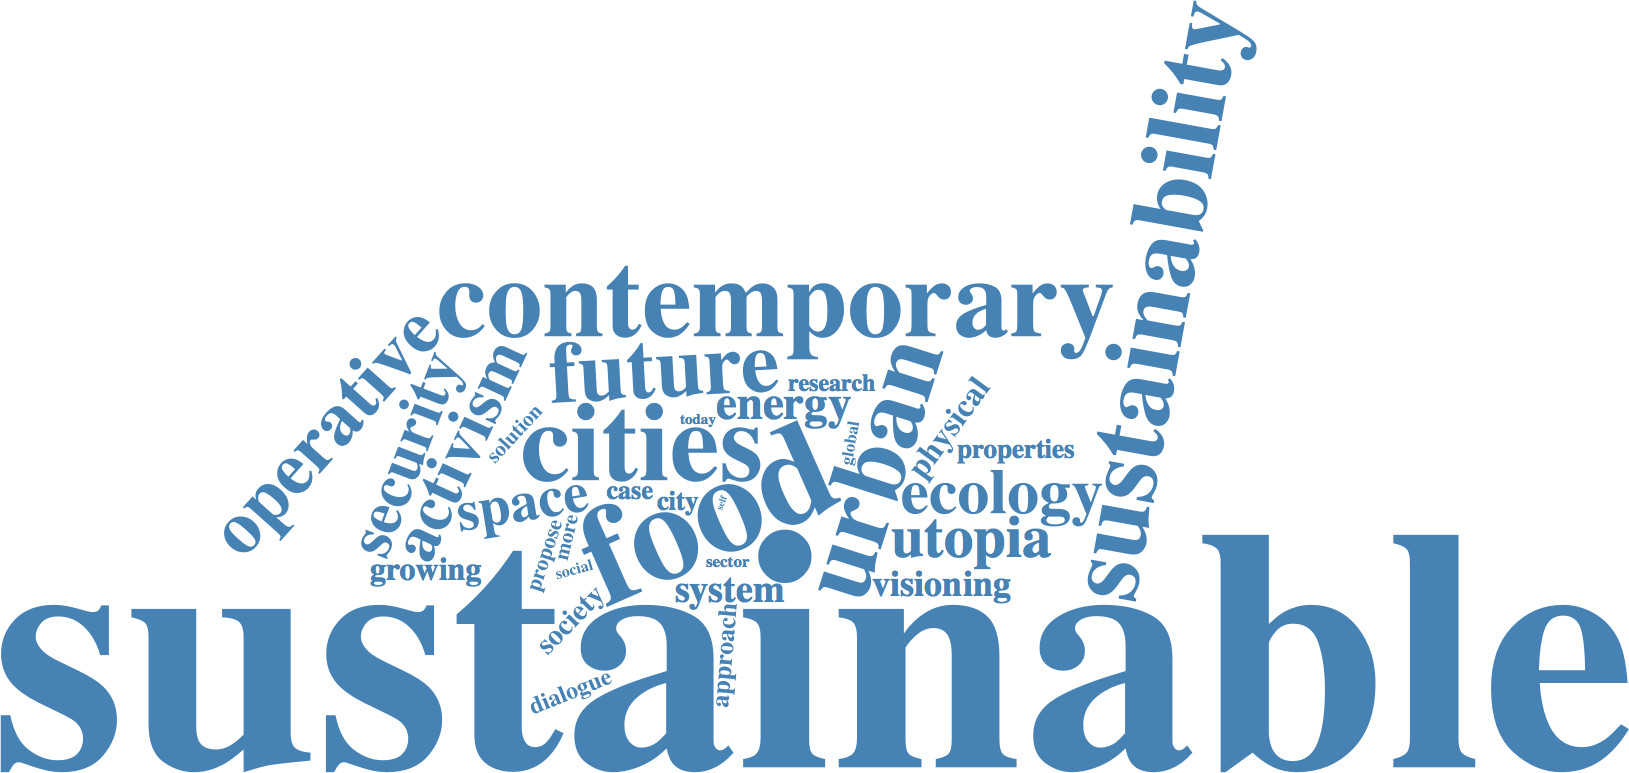 sustainability
contemporary
operative
future
security
activism
research
energy
urban
physical
solution
today
cities
global
properties
food
space
case
city
self
ecology
utopia
propose
more
social
growing
sector
system
visioning
society
approach
dialogue
sustainable